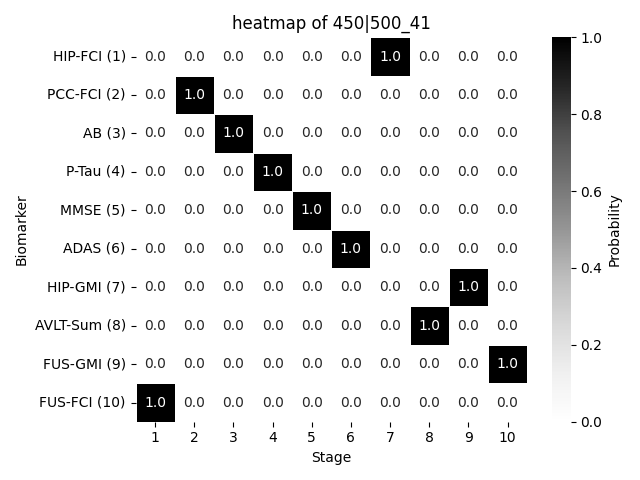 heatmap of 450|500_41
HIP-FCI (1) 0.0 0.0 0.0 0.0 0.0 0.0 1.0 0.0 0.0 0.0
PCC-FCI (2) 0.0 1.0 0.0 0.0 0.0 0.0 0.0 0.0 0.0 0.0
AB (3) 0.0 0.0 1.0 0.0 0.0 0.0 0.0 0.0 0.0 0.0
P-Tau (4) 0.0 0.0 0.0 1.0 0.0 0.0 0.0 0.0 0.0 0.0
MMSE (5) 0.0 0.0 0.0 0.0 1.0 0.0 0.0 0.0 0.0 0.0
ADAS (6) 0.0 0.0 0.0 0.0 0.0 1.0 0.0 0.0 0.0 0.0
HIP-GMI (7) 0.0 0.0 0.0 0.0 0.0 0.0 0.0 0.0 1.0 0.0
AVLT-Sum (8) 0.0 0.0 0.0 0.0 0.0 0.0 0.0 1.0 0.0 0.0
FUS-GMI (9) 0.0 0.0 0.0 0.0 0.0 0.0 0.0 0.0 0.0 1.0
FUS-FCI (10) 1.0 0.0 0.0 0.0 0.0 0.0 0.0 0.0 0.0 0.0
1 2 3 4 5 6 7 8 9 10
Stage
Biomarker
1.0
0.8
0.6
0.4
0.2
0.0
Probability